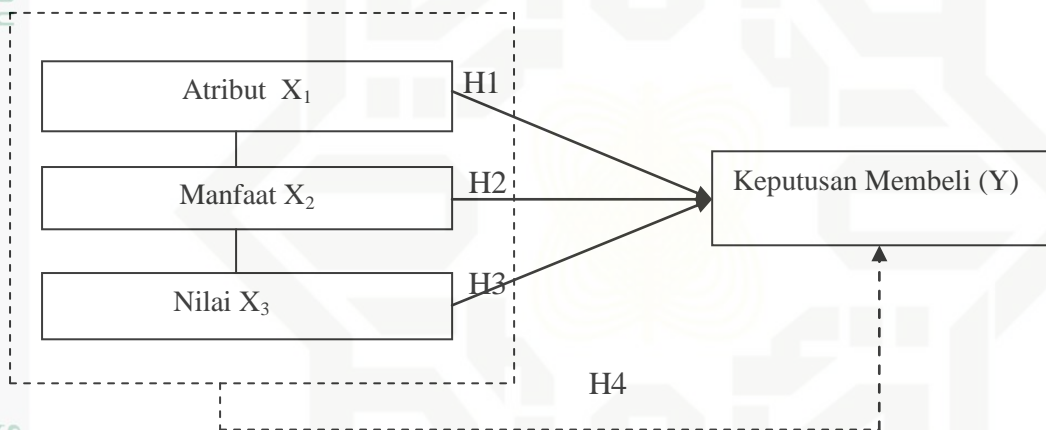 Atribut X₁
H1
Manfaat X₂
H2
Keputusan Membeli (Y)
Nilai X₃
H3
H4